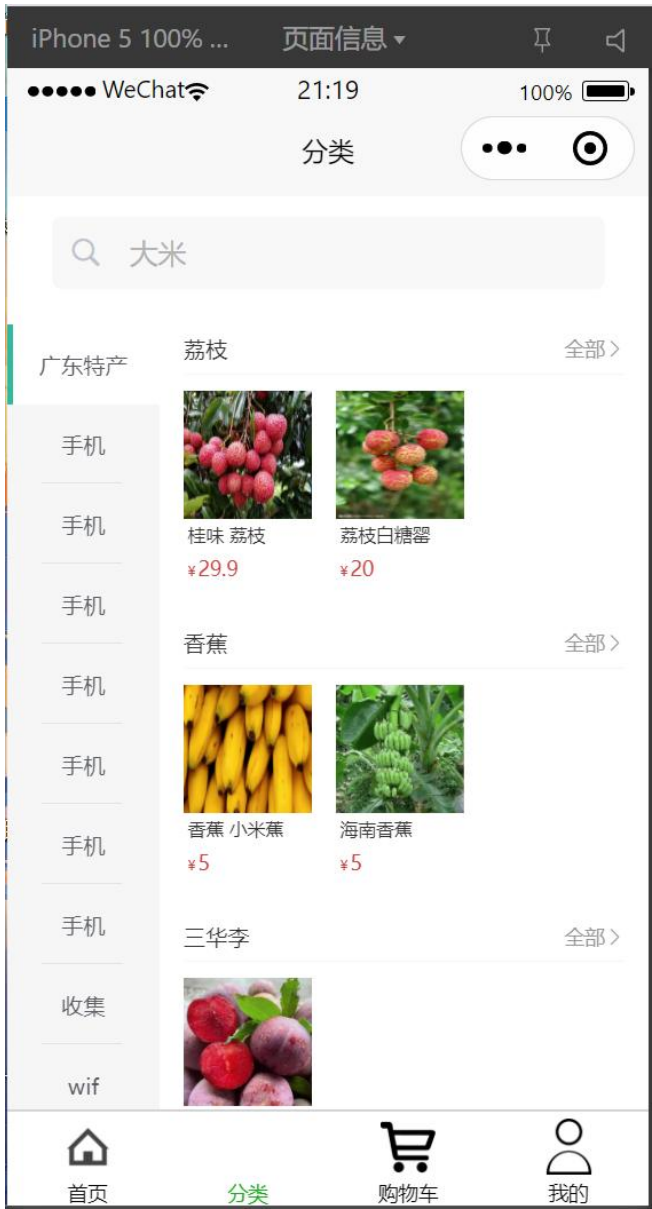 iPhone 5 100% ... 页面信息
WeChat 21:19 100%
分类
大米
广东特产
手机
手机
手机
手机
手机
手机
手机
收集
wif
荔枝 全部
桂味 荔枝 荔枝白糖罂
¥29.9 ¥20
香蕉 全部
香蕉 小米蕉 海南香蕉
¥5 ¥5
三华李 全部
首页 分类 购物车 我的